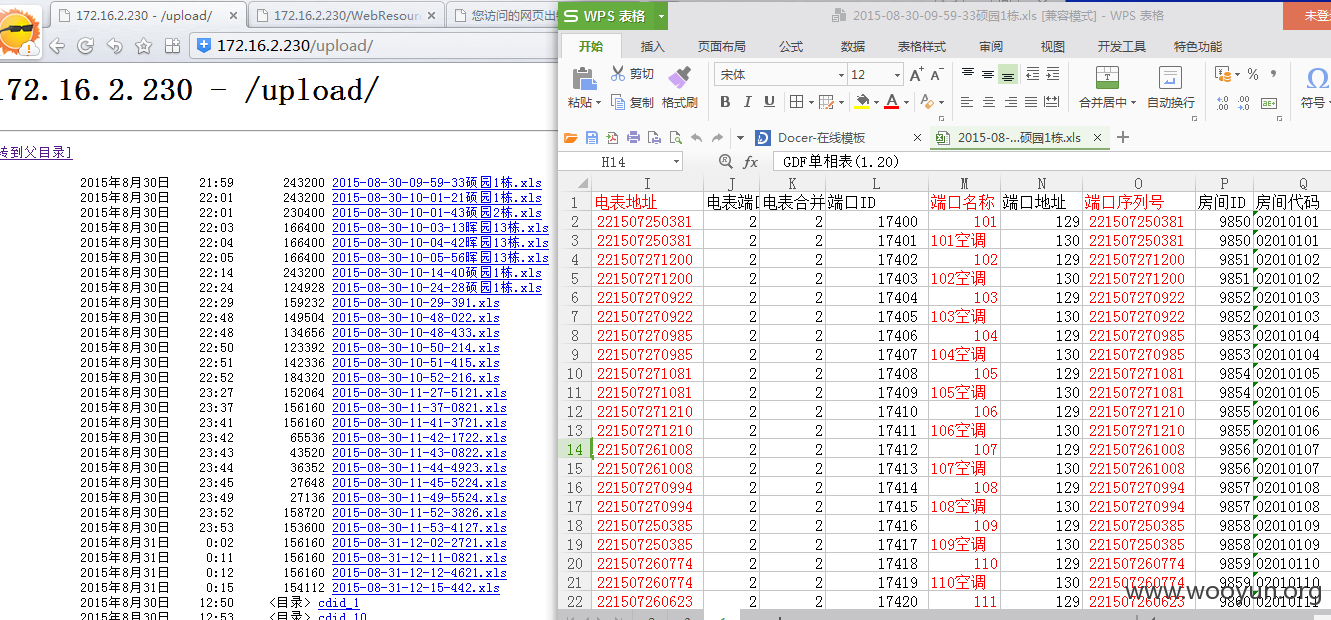 172.16.2.230 - /upload/
172.16.2.230/WebResour
您访问的网页出
172.16.2.230/upload/
172.16.2.230 - /upload/
转到父目录]
2015年8月30日 21:59 243200 2015-08-30-09-59-33硕园1栋.xls
2015年8月30日 22:01 243200 2015-08-30-10-01-21硕园1栋.xls
2015年8月30日 22:01 230400 2015-08-30-10-01-43硕园2栋.xls
2015年8月30日 22:03 166400 2015-08-30-10-03-13晖园13栋.xls
2015年8月30日 22:04 166400 2015-08-30-10-04-42晖园13栋.xls
2015年8月30日 22:05 166400 2015-08-30-10-05-56晖园13栋.xls
2015年8月30日 22:14 243200 2015-08-30-10-14-40硕园1栋.xls
2015年8月30日 22:24 124928 2015-08-30-10-24-28硕园1栋.xls
2015年8月30日 22:29 159232 2015-08-30-10-29-391.xls
2015年8月30日 22:48 149504 2015-08-30-10-48-022.xls
2015年8月30日 22:48 134656 2015-08-30-10-48-433.xls
2015年8月30日 22:50 123392 2015-08-30-10-50-214.xls
2015年8月30日 22:51 142336 2015-08-30-10-51-415.xls
2015年8月30日 22:52 184320 2015-08-30-10-52-216.xls
2015年8月30日 23:27 152064 2015-08-30-11-27-5121.xls
2015年8月30日 23:37 156160 2015-08-30-11-37-0821.xls
2015年8月30日 23:41 156160 2015-08-30-11-41-3721.xls
2015年8月30日 23:42 65536 2015-08-30-11-42-1722.xls
2015年8月30日 23:43 43520 2015-08-30-11-43-0822.xls
2015年8月30日 23:44 36352 2015-08-30-11-44-4923.xls
2015年8月30日 23:45 27648 2015-08-30-11-45-5224.xls
2015年8月30日 23:49 27136 2015-08-30-11-49-5524.xls
2015年8月30日 23:52 158720 2015-08-30-11-52-3826.xls
2015年8月30日 23:53 153600 2015-08-30-11-53-4127.xls
2015年8月31日 0:02 156160 2015-08-31-12-02-2721.xls
2015年8月31日 0:11 156160 2015-08-31-12-11-0821.xls
2015年8月31日 0:12 156160 2015-08-31-12-12-4621.xls
2015年8月31日 0:15 154112 2015-08-31-12-15-442.xls
2015年8月30日 12:50 <目录> cdid_1
2015年8月30日 12:53 <目录> cdid_10
WPS 表格
2015-08-30-09-59-33硕园1栋.xls [兼容模式] - WPS 表格
未登
开始 插入 页面布局 公式 数据 表格样式 审阅 视图 开发工具 特色功能
粘贴 剪切 复制 格式刷
宋体 12
B I U
合并居中 自动换行 符号
Docer-在线模板
2015-08-...硕园1栋.xls
H14 fx GDF单相表(1.20)
I J K L M N O P Q
1 电表地址 电表端口 电表合并 端口ID 端口名称 端口地址 端口序列号 房间ID 房间代码
2 221507250381 2 2 17400 101 129 221507250381 9850 02010101
3 221507250381 2 2 17401 101空调 130 221507250381 9850 02010101
4 221507271200 2 2 17402 102 129 221507271200 9851 02010102
5 221507271200 2 2 17403 102空调 130 221507271200 9851 02010102
6 221507270922 2 2 17404 103 129 221507270922 9852 02010103
7 221507270922 2 2 17405 103空调 130 221507270922 9852 02010103
8 221507270985 2 2 17406 104 129 221507270985 9853 02010104
9 221507270985 2 2 17407 104空调 130 221507270985 9853 02010104
10 221507271081 2 2 17408 105 129 221507271081 9854 02010105
11 221507271081 2 2 17409 105空调 130 221507271081 9854 02010105
12 221507271210 2 2 17410 106 129 221507271210 9855 02010106
13 221507271210 2 2 17411 106空调 130 221507271210 9855 02010106
14 221507261008 2 2 17412 107 129 221507261008 9856 02010107
15 221507261008 2 2 17413 107空调 130 221507261008 9856 02010107
16 221507270994 2 2 17414 108 129 221507270994 9857 02010108
17 221507270994 2 2 17415 108空调 130 221507270994 9857 02010108
18 221507250385 2 2 17416 109 129 221507250385 9858 02010109
19 221507250385 2 2 17417 109空调 130 221507250385 9858 02010109
20 221507260774 2 2 17418 110 129 221507260774 9859 02010110
21 221507260774 2 2 17419 110空调 130 221507260774 9859 02010110
22 221507260623 2 2 17420 111 129 221507260623 9860 02010111
www.wooyun.org